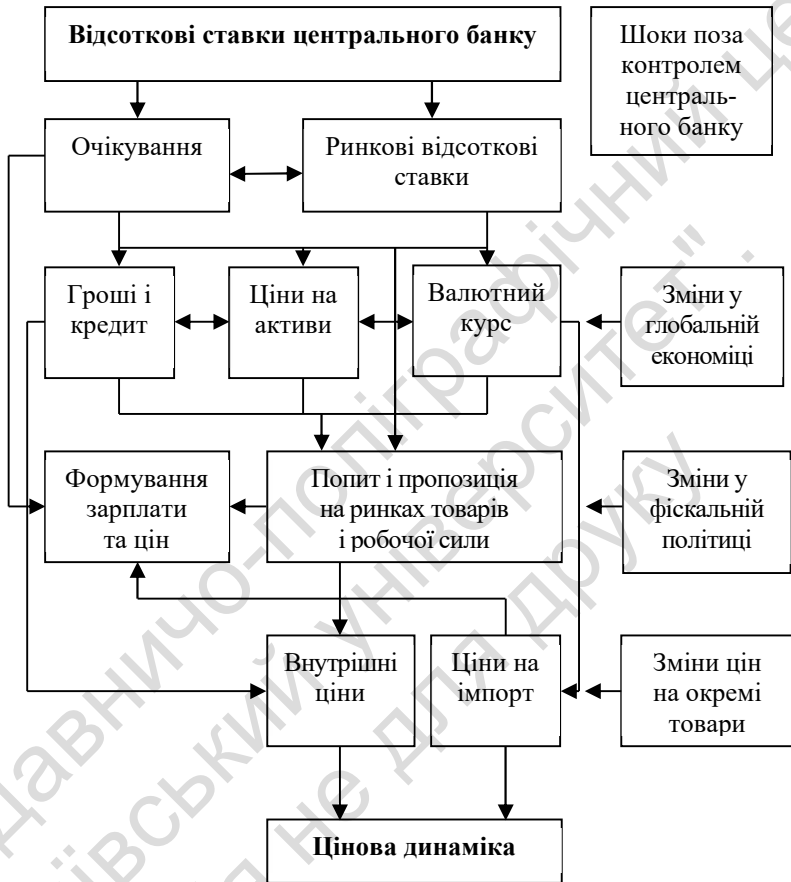 Відсоткові ставки центрального банку
Шоки поза
контролем
централь-
ного банку
Очікування
Ринкові відсоткові
ставки
Гроші і
кредит
Ціни на
активи
Валютний
курс
Зміни у
глобальній
економіці
Формування
зарплати
та цін
Попит і пропозиція
на ринках товарів
і робочої сили
Зміни у
фіскальній
політиці
Внутрішні
ціни
Ціни на
імпорт
Зміни цін
на окремі
товари
Цінова динаміка